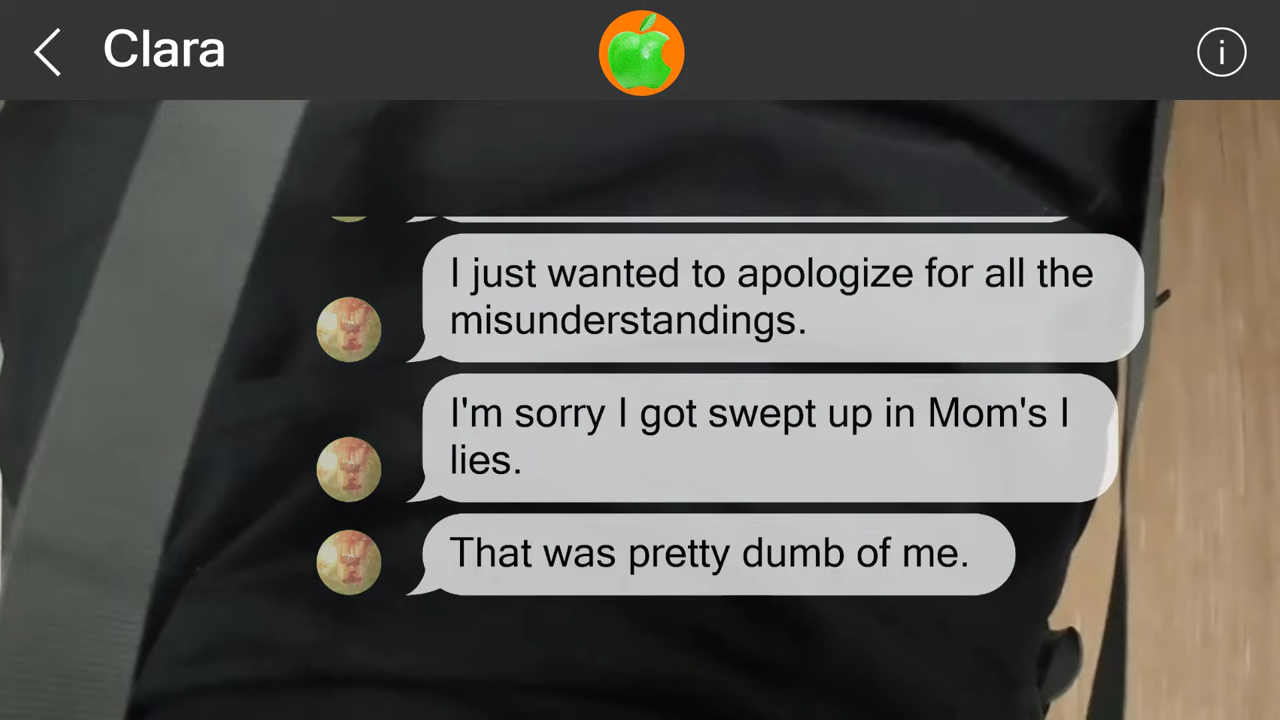 Clara
i
I just wanted to apologize for all the
misunderstandings.
I'm sorry I got swept up in Mom's I
lies.
That was pretty dumb of me.